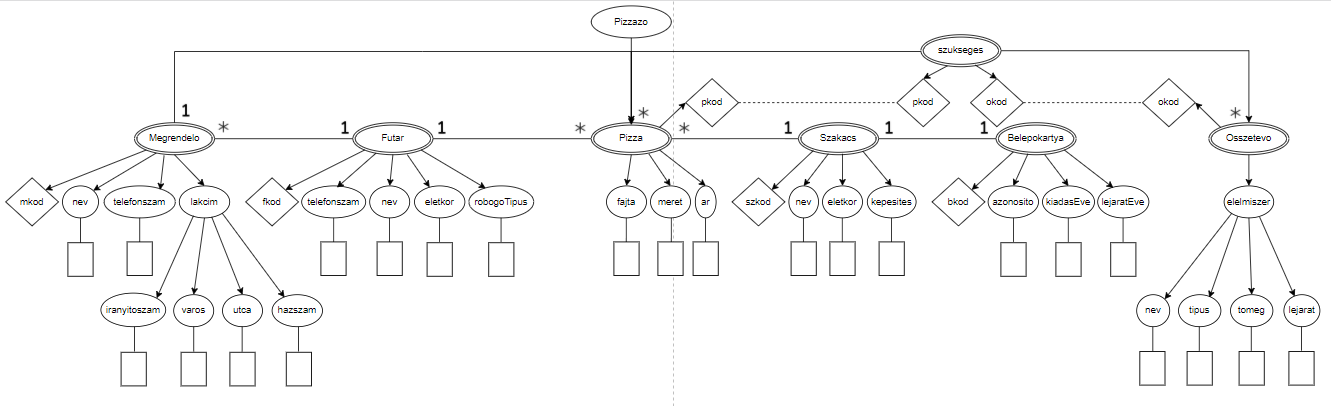 Pizzazo
szukseges
pkod
pkod
okod
okod
1
*
1
1
*
*
*
1
1
1
*
Megrendelo
Futar
Pizza
Szakacs
Belepokartya
Osszetevo
mkod
nev
telefonszam
lakcim
fkod
telefonszam
nev
eletkor
robogoTipus
fajta
meret
ar
szkod
nev
eletkor
kepesites
bkod
azonosito
kiadasEve
lejaratEve
elelmiszer
iranyitoszam
varos
utca
hazszam
nev
tipus
tomeg
lejarat